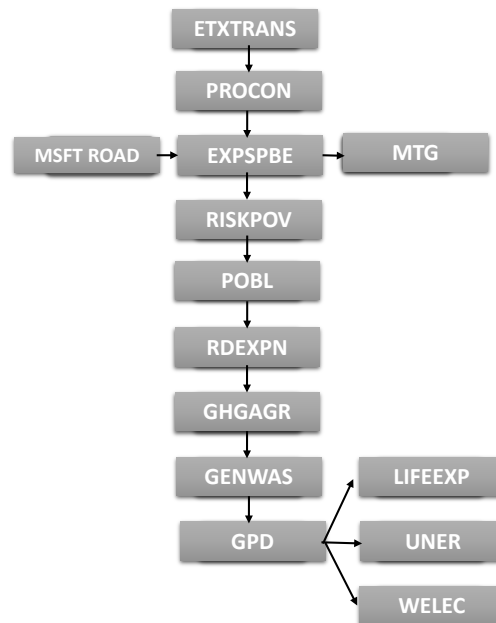 ETXTRANS
PROCON
MSFT ROAD
EXPSPBE
MTG
RISKPOV
POBL
RDEXPN
GHGAGR
GENWAS
LIFEEXP
GPD
UNER
WELEC